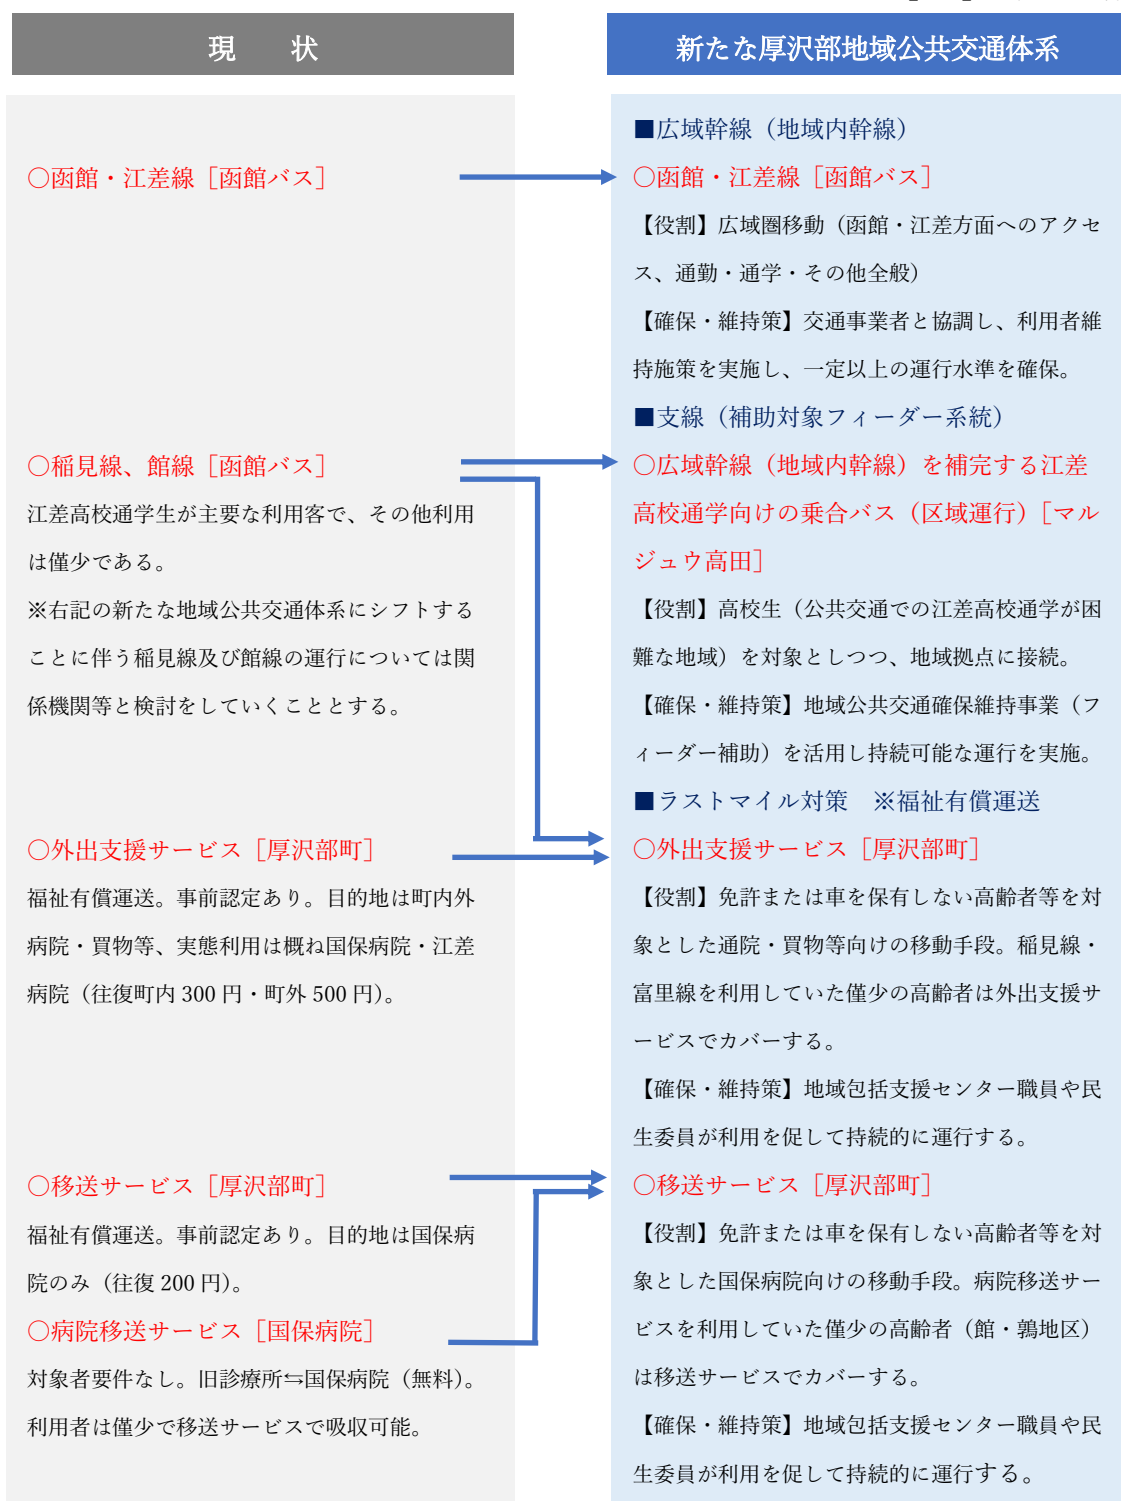 現　　状
○函館・江差線［函館バス］
○稲見線、館線［函館バス］
江差高校通学生が主要な利用客で、その他利用
は僅少である。
※右記の新たな地域公共交通体系にシフトする
ことに伴う稲見線及び館線の運行については関
係機関等と検討をしていくこととする。
○外出支援サービス［厚沢部町］
福祉有償運送。事前認定あり。目的地は町内外
病院・買物等、実態利用は概ね国保病院・江差
病院（往復町内 300 円・町外 500 円）。
○移送サービス［厚沢部町］
福祉有償運送。事前認定あり。目的地は国保病
院のみ（往復 200 円）。
○病院移送サービス［国保病院］
対象者要件なし。旧診療所⇆国保病院（無料）。
利用者は僅少で移送サービスで吸収可能。
新たな厚沢部地域公共交通体系
■広域幹線（地域内幹線）
○函館・江差線［函館バス］
【役割】広域圏移動（函館・江差方面へのアクセ
ス、通勤・通学・その他全般）
【確保・維持策】交通事業者と協調し、利用者維
持施策を実施し、一定以上の運行水準を確保。
■支線（補助対象フィーダー系統）
○広域幹線（地域内幹線）を補完する江差
高校通学向けの乗合バス（区域運行）［マル
ジュウ高田］
【役割】高校生（公共交通での江差高校通学が困
難な地域）を対象としつつ、地域拠点に接続。
【確保・維持策】地域公共交通確保維持事業（フ
ィーダー補助）を活用し持続可能な運行を実施。
■ラストマイル対策　※福祉有償運送
○外出支援サービス［厚沢部町］
【役割】免許または車を保有しない高齢者等を対
象とした通院・買物等向けの移動手段。稲見線・
富里線を利用していた僅少の高齢者は外出支援サ
ービスでカバーする。
【確保・維持策】地域包括支援センター職員や民
生委員が利用を促して持続的に運行する。
○移送サービス［厚沢部町］
【役割】免許または車を保有しない高齢者等を対
象とした国保病院向けの移動手段。病院移送サー
ビスを利用していた僅少の高齢者（館・鶉地区）
は移送サービスでカバーする。
【確保・維持策】地域包括支援センター職員や民
生委員が利用を促して持続的に運行する。